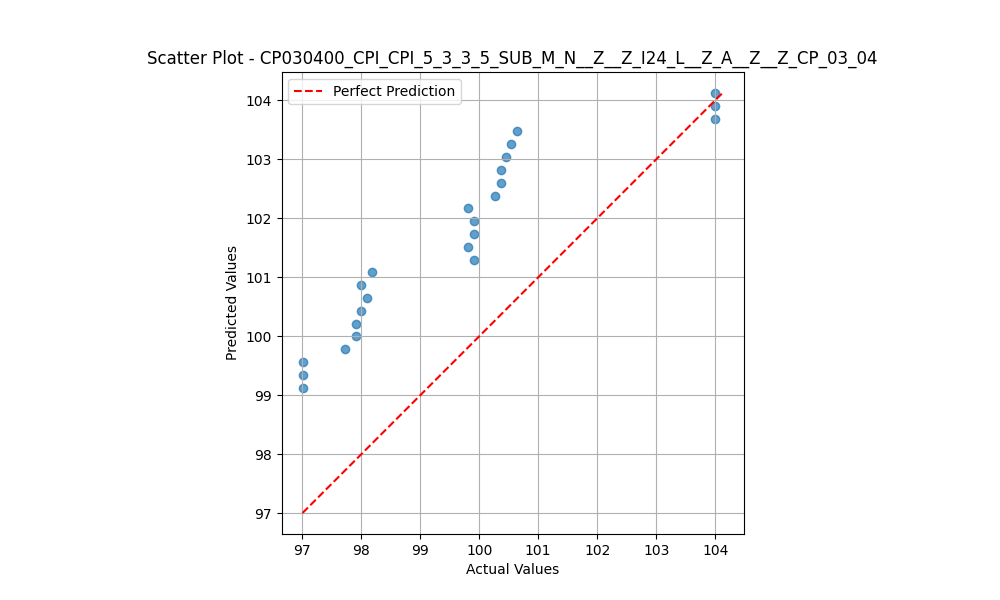 Scatter Plot - CP030400_CPI_CPI_5_3_3_5_SUB_M_N__Z__Z_I24_L__Z_A__Z__Z_CP_03_04
Perfect Prediction
104
103
102
101
100
99
98
97
Predicted Values
97 98 99 100 101 102 103 104
Actual Values